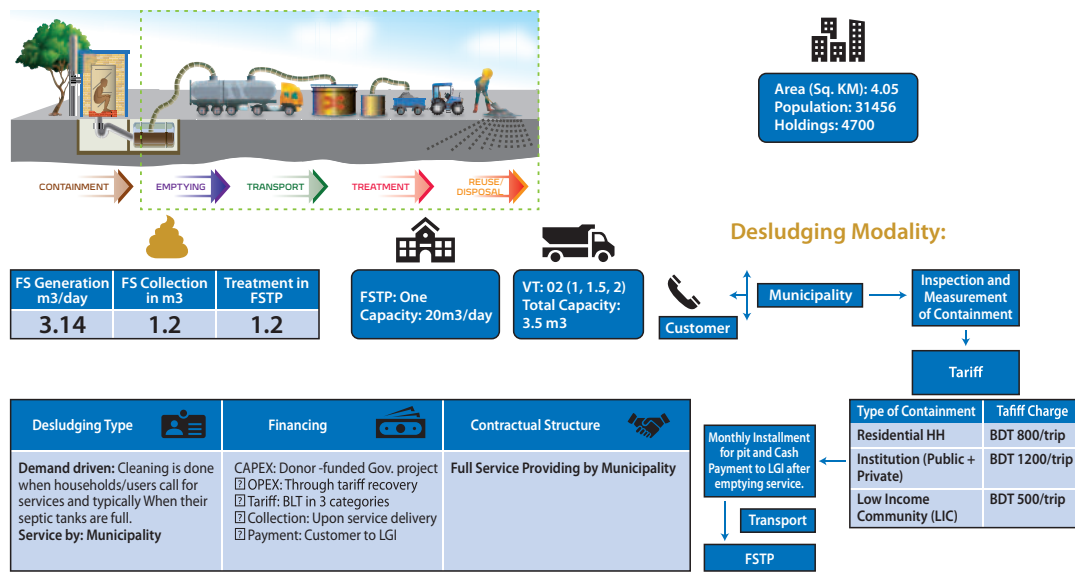 Area (Sq. KM): 4.05
Population: 31456
Holdings: 4700
CONTAINMENT
EMPTYING
TRANSPORT
TREATMENT
REUSE/
DISPOSAL
FS Generation
m3/day
FS Collection
in m3
Treatment in
FSTP
3.14
1.2
1.2
FSTP: One
Capacity: 20m3/day
VT: 02 (1, 1.5, 2)
Total Capacity:
3.5 m3
Desludging Modality:
Customer
Municipality
Inspection and
Measurement
of Containment
Tariff
Type of Containment
Tafiff Charge
Residential HH
BDT 800/trip
Institution (Public +
Private)
BDT 1200/trip
Low Income
Community (LIC)
BDT 500/trip
Monthly Installment
for pit and Cash
Payment to LGI after
emptying service.
Transport
FSTP
Desludging Type
Financing
Contractual Structure
Demand driven: Cleaning is done
when households/users call for
services and typically When their
septic tanks are full.
Service by: Municipality
CAPEX: Donor -funded Gov. project
OPEX: Through tariff recovery
Tariff: BLT in 3 categories
Collection: Upon service delivery
Payment: Customer to LGI
Full Service Providing by Municipality